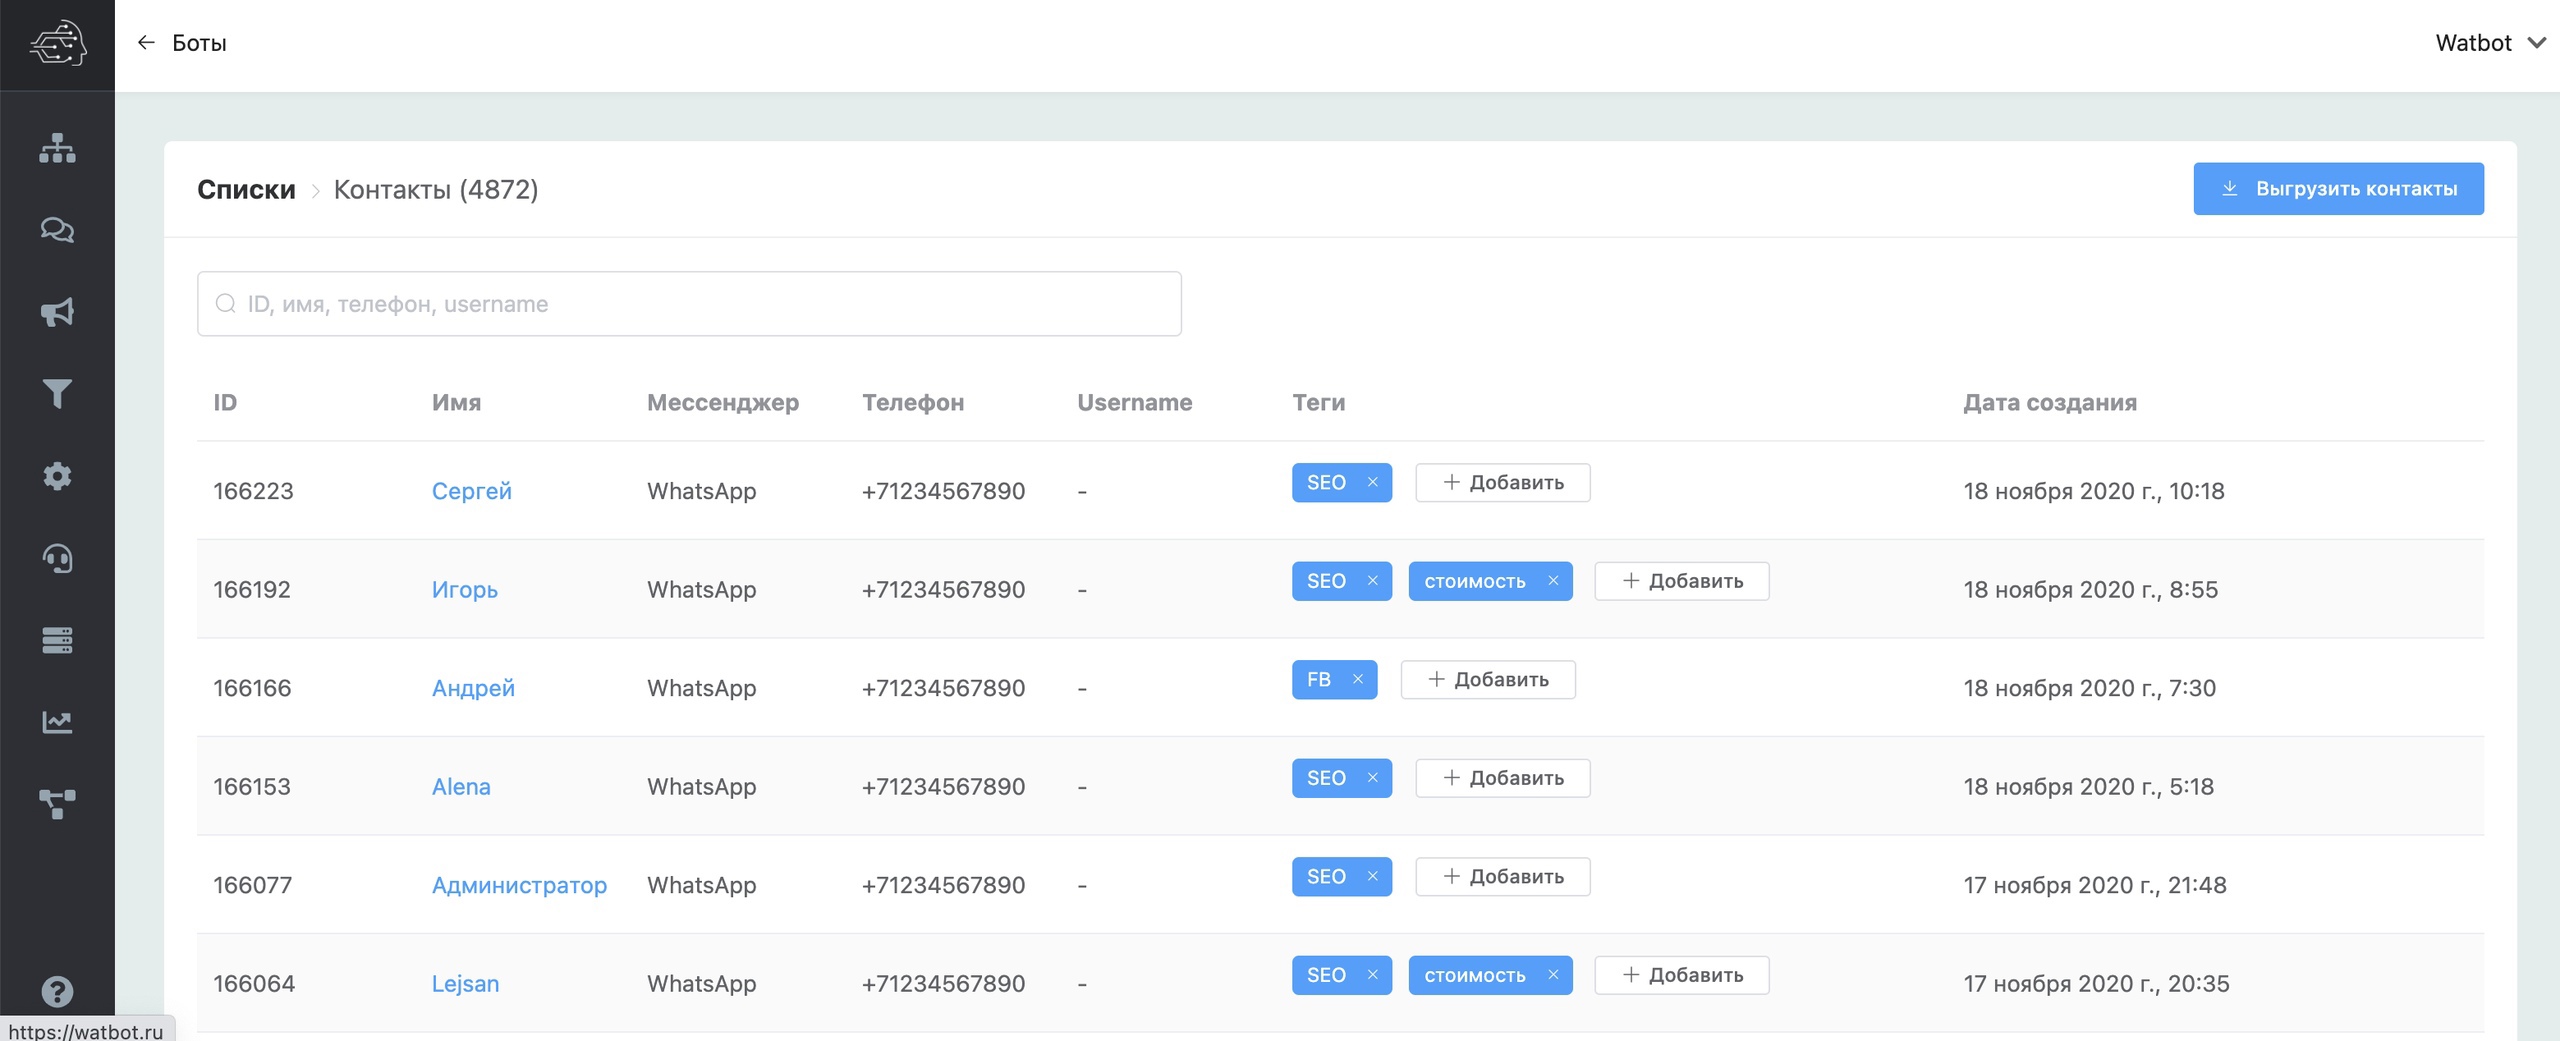 ← Боты
Watbot
Списки > Контакты (4872)
Выгрузить контакты
ID, имя, телефон, username
ID Имя Мессенджер Телефон Username Теги Дата создания
166223 Сергей WhatsApp +71234567890 - SEO × + Добавить 18 ноября 2020 г., 10:18
166192 Игорь WhatsApp +71234567890 - SEO × стоимость × + Добавить 18 ноября 2020 г., 8:55
166166 Андрей WhatsApp +71234567890 - FB × + Добавить 18 ноября 2020 г., 7:30
166153 Alena WhatsApp +71234567890 - SEO × + Добавить 18 ноября 2020 г., 5:18
166077 Администратор WhatsApp +71234567890 - SEO × + Добавить 17 ноября 2020 г., 21:48
166064 Lejsan WhatsApp +71234567890 - SEO × стоимость × + Добавить 17 ноября 2020 г., 20:35
https://watbot.ru